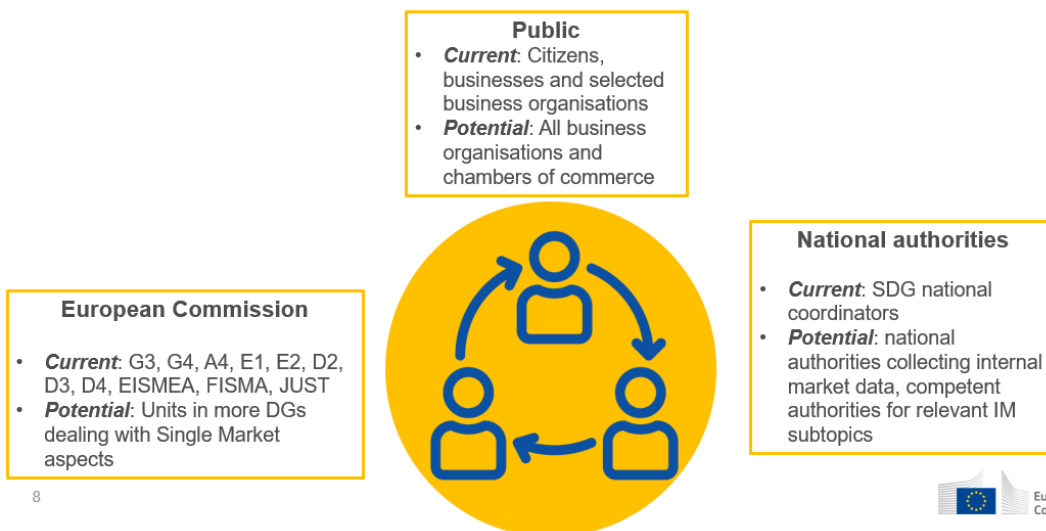 Public
• Current: Citizens,
businesses and selected
business organisations
• Potential: All business
organisations and
chambers of commerce
European Commission
• Current: G3, G4, A4, E1, E2, D2,
D3, D4, EISMEA, FISMA, JUST
• Potential: Units in more DGs
dealing with Single Market
aspects
National authorities
• Current: SDG national
coordinators
• Potential: national
authorities collecting internal
market data, competent
authorities for relevant IM
subtopics
8